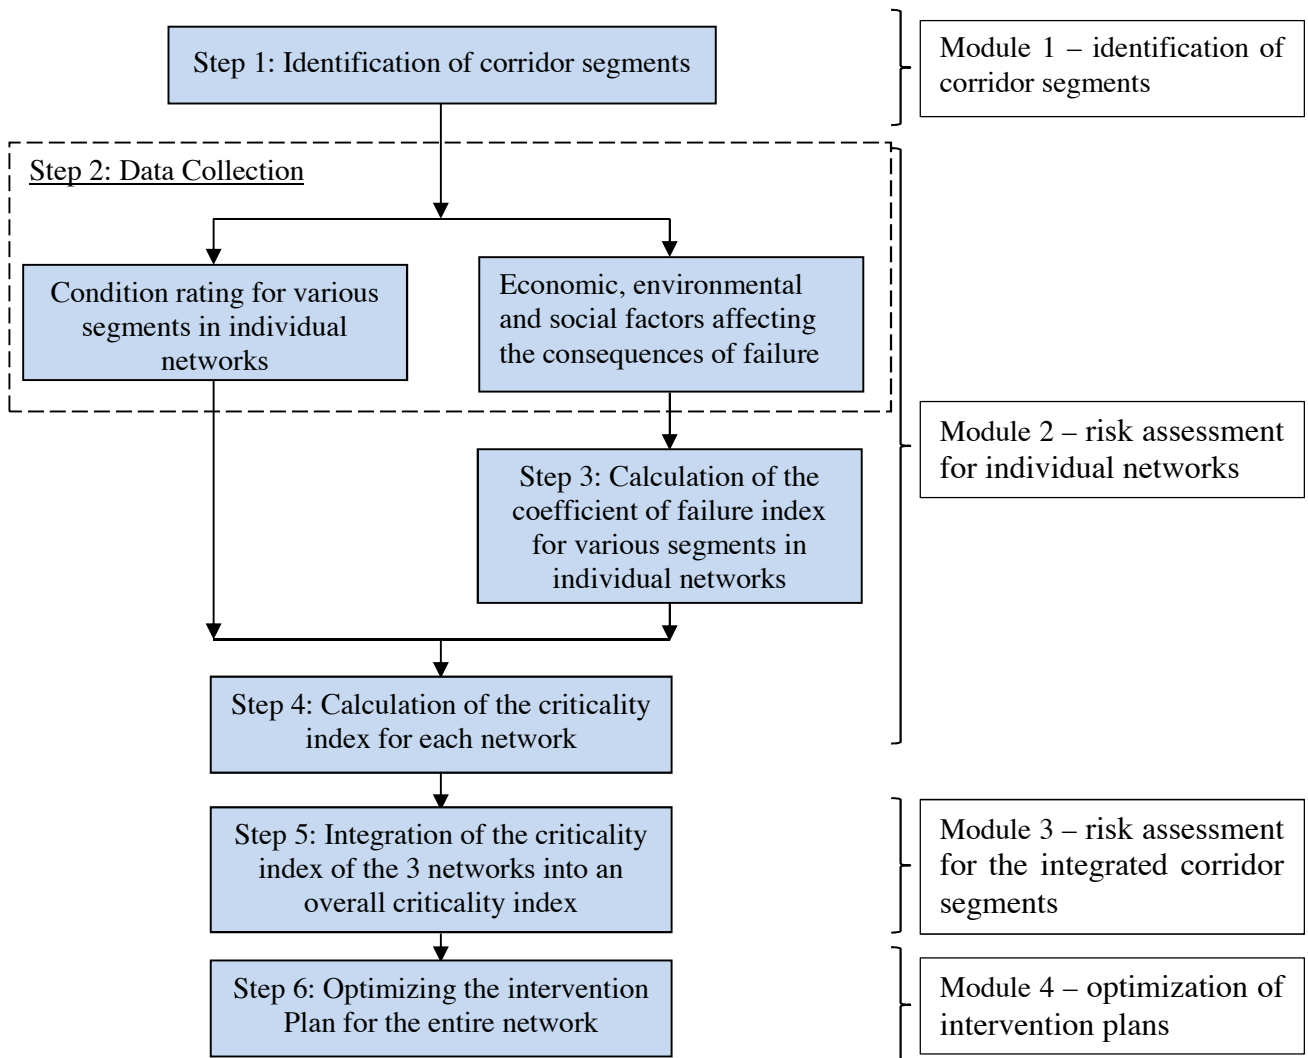 Step 1: Identification of corridor segments
Module 1 – identification of
corridor segments
Step 2: Data Collection
Condition rating for various
segments in individual
networks
Economic, environmental
and social factors affecting
the consequences of failure
Module 2 – risk assessment
for individual networks
Step 3: Calculation of the
coefficient of failure index
for various segments in
individual networks
Step 4: Calculation of the criticality
index for each network
Step 5: Integration of the criticality
index of the 3 networks into an
overall criticality index
Module 3 – risk assessment
for the integrated corridor
segments
Step 6: Optimizing the intervention
Plan for the entire network
Module 4 – optimization of
intervention plans